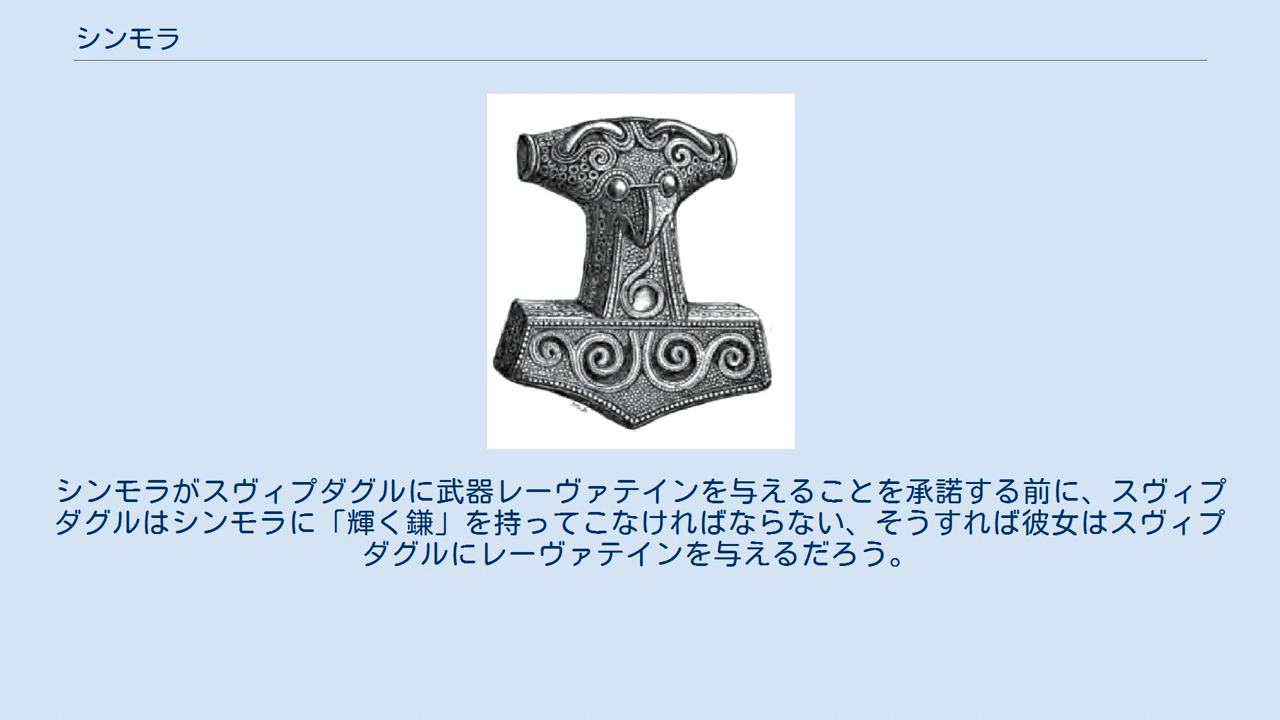 シンモラ
シンモラがスヴィプダグルに武器レーヴァテインを与えることを承諾する前に、スヴィプ
ダグルはシンモラに「輝く鎌」を持ってこなければならない、そうすれば彼女はスヴィプ
ダグルにレーヴァテインを与えるだろう。